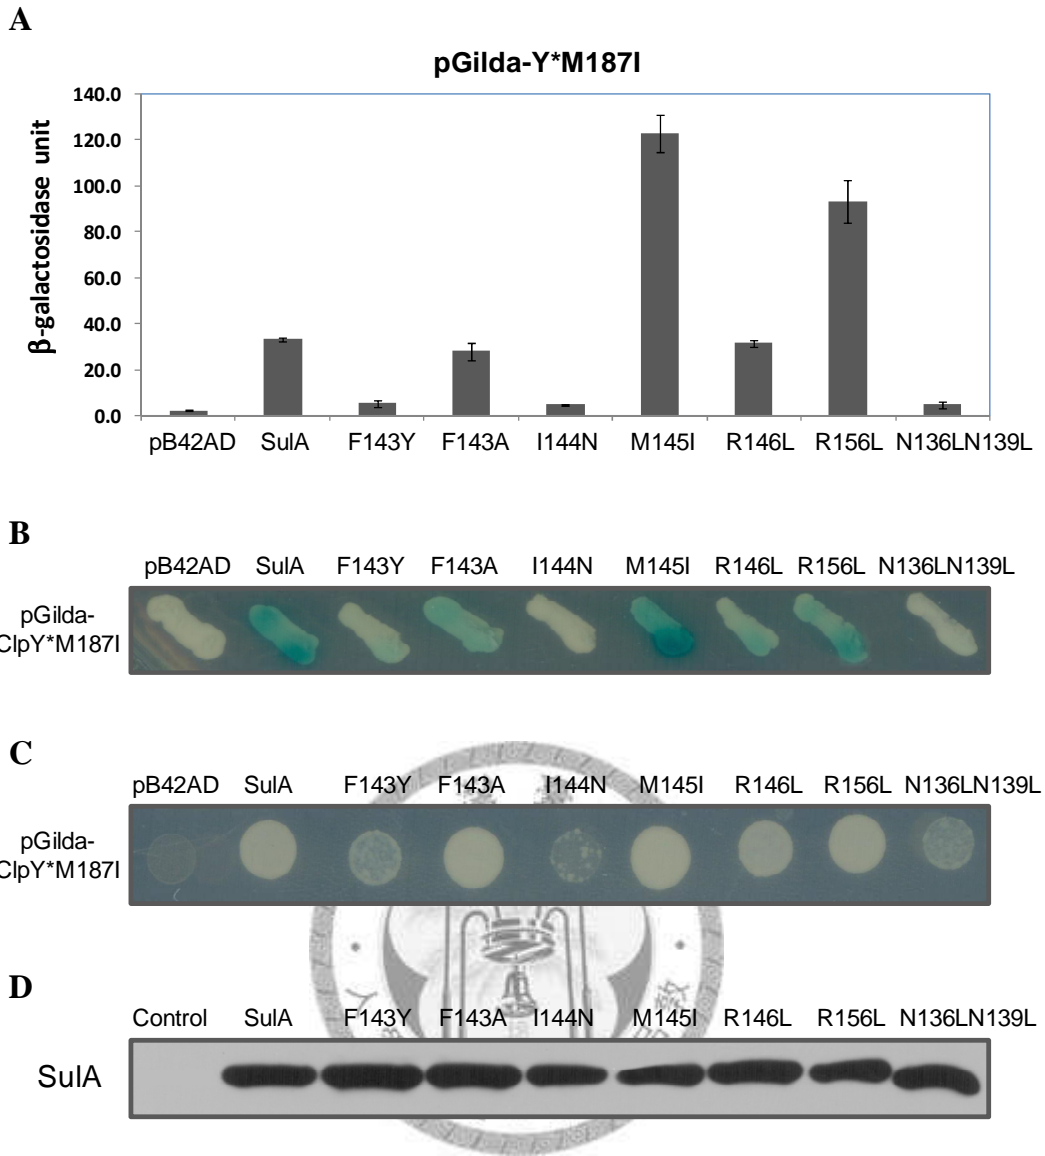 A
pGilda-Y*M187I
β-galactosidase unit
140.0
120.0
100.0
80.0
60.0
40.0
20.0
0.0
pB42AD SulA F143Y F143A I144N M145I R146L R156L N136LN139L
B
pB42AD SulA F143Y F143A I144N M145I R146L R156L N136LN139L
pGilda-
ClpY*M187I
C
pB42AD SulA F143Y F143A I144N M145I R146L R156L N136LN139L
pGilda-
ClpY*M187I
D
Control SulA F143Y F143A I144N M145I R146L R156L N136LN139L
SulA